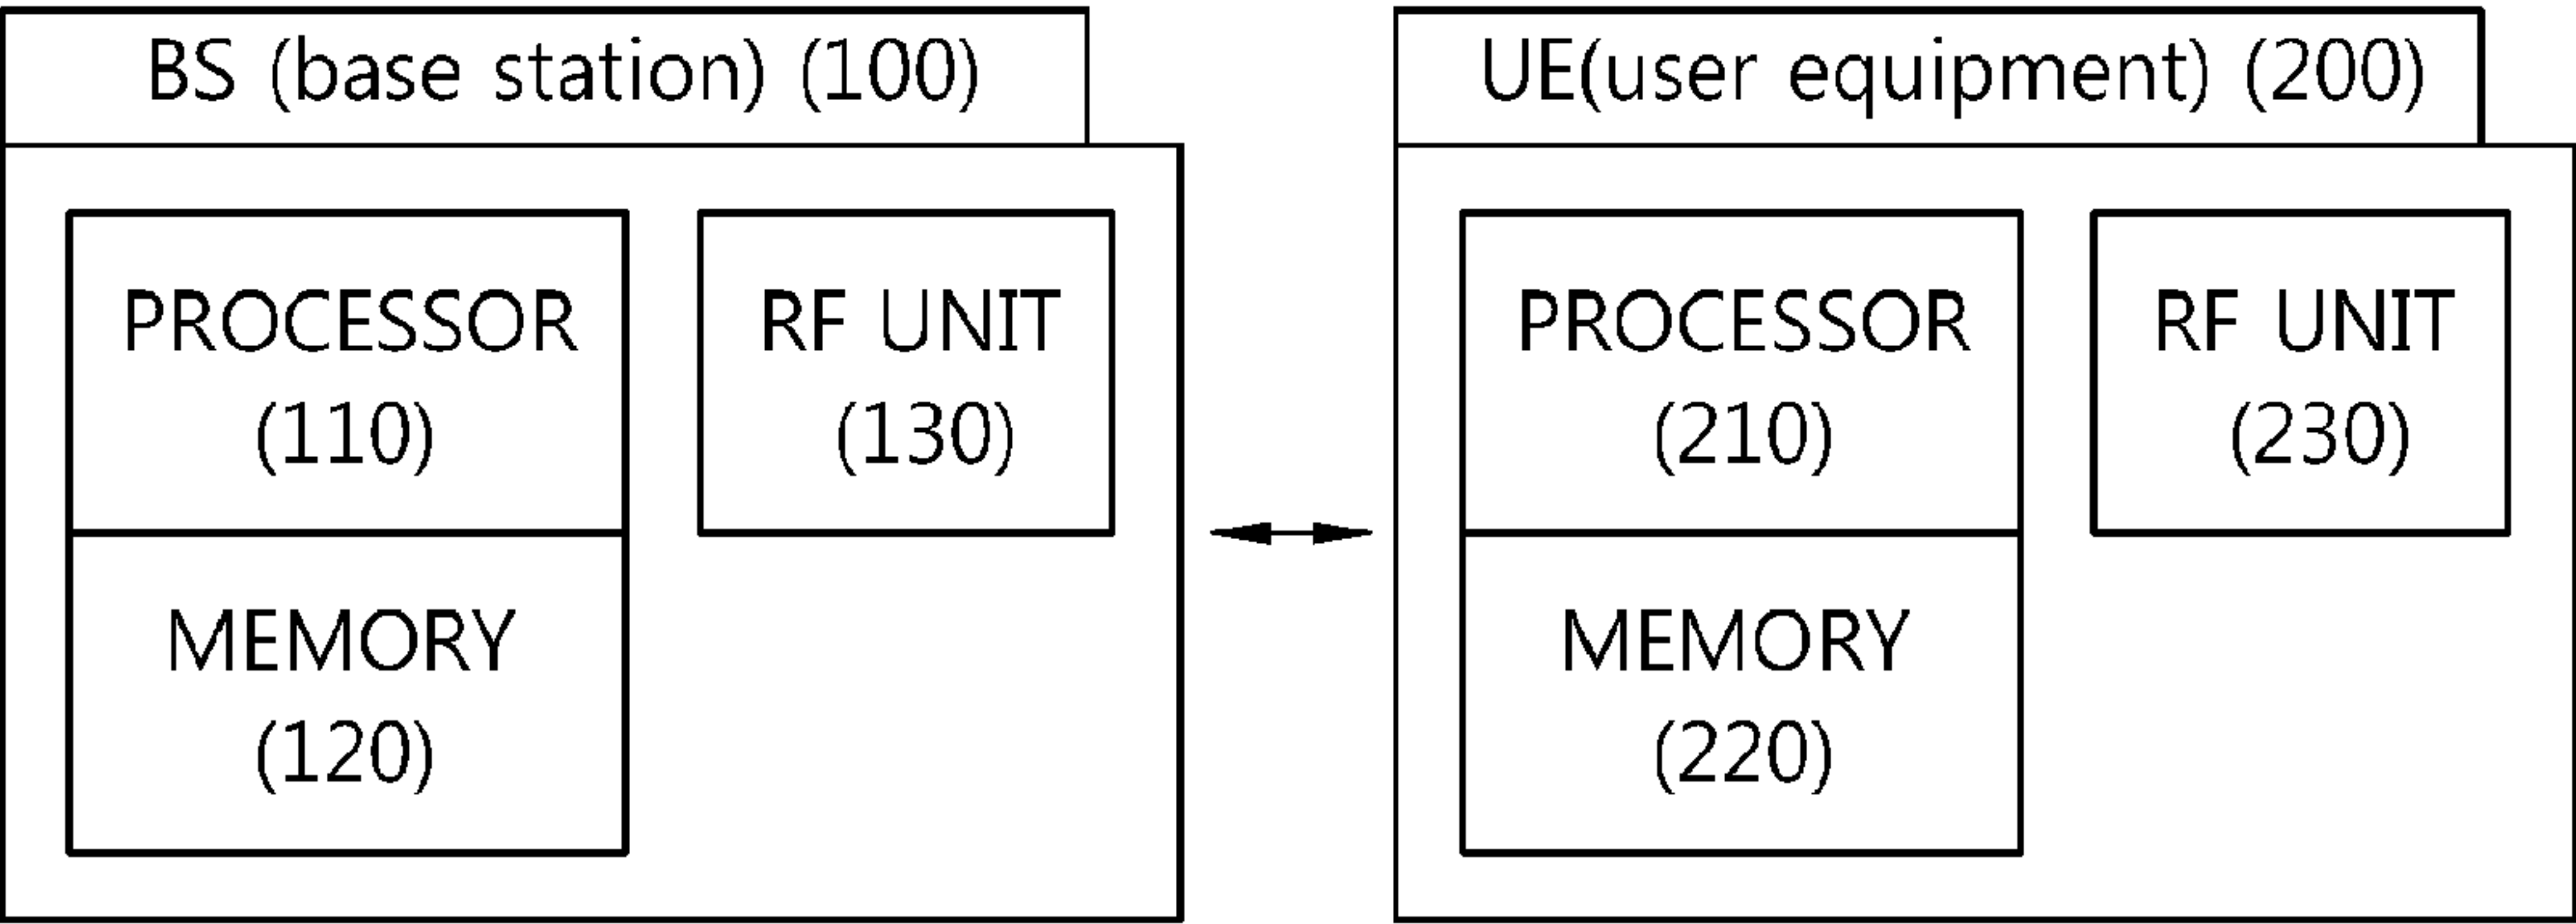 BS (base station) (100)
PROCESSOR
(110)
RF UNIT
(130)
MEMORY
(120)
UE(user equipment) (200)
PROCESSOR
(210)
RF UNIT
(230)
MEMORY
(220)